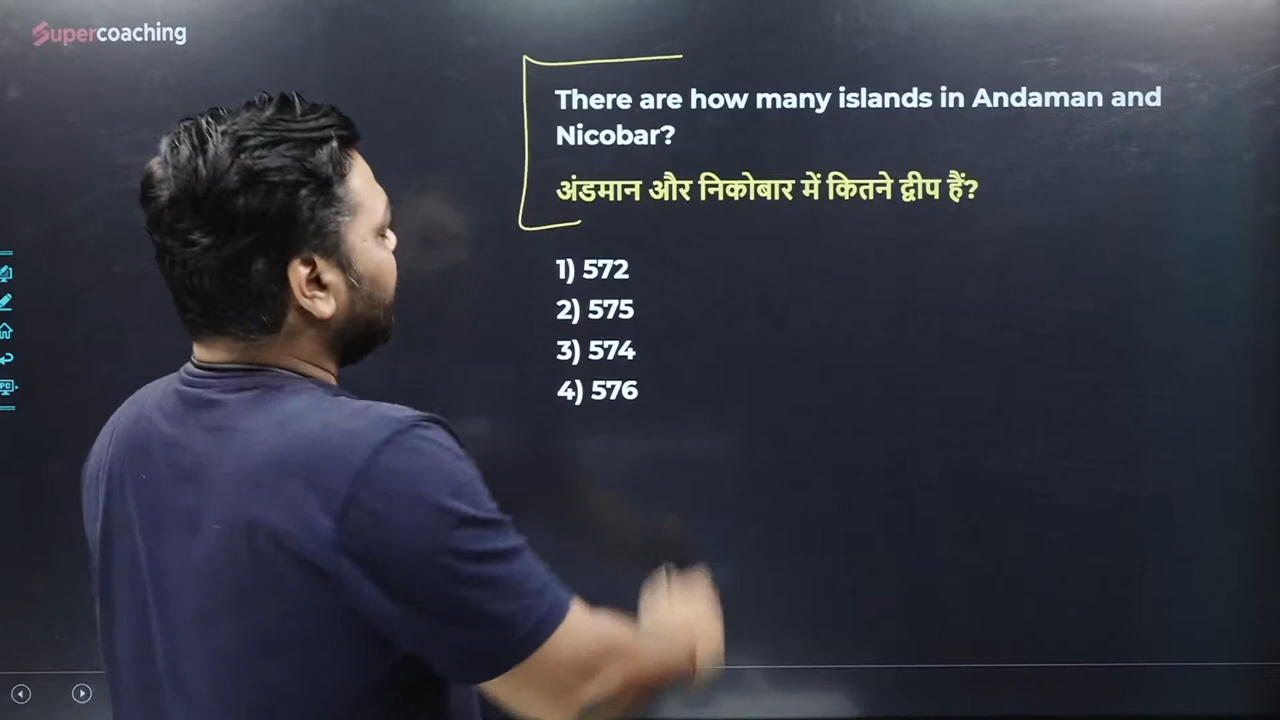 Supercoaching
There are how many islands in Andaman and
Nicobar?
अंडमान और निकोबार में कितने द्वीप हैं?
1) 572
2) 575
3) 574
4) 576
PC